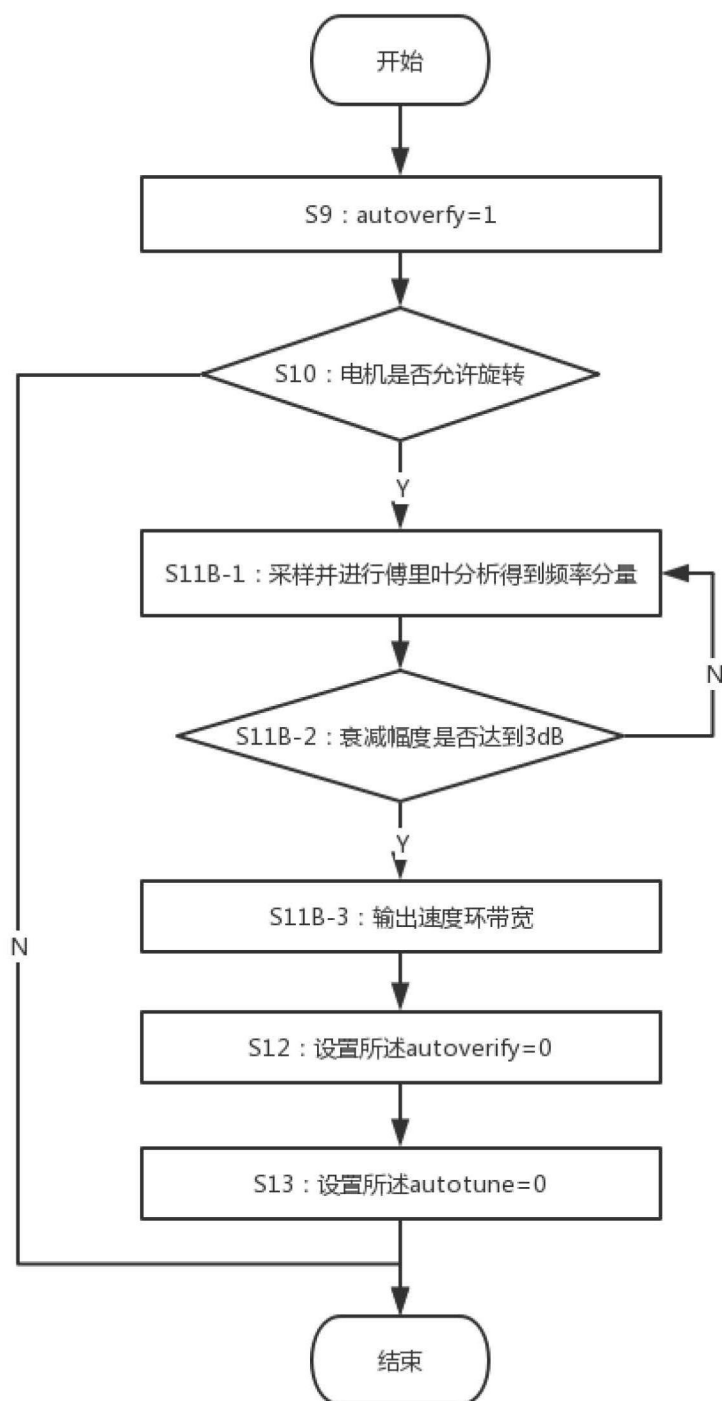 开始
S9：autoverfy=1
S10：电机是否允许旋转
Y
S11B-1：采样并进行傅里叶分析得到频率分量
N
S11B-2：衰减幅度是否达到3dB
Y
S11B-3：输出速度环带宽
N
S12：设置所述autoverify=0
S13：设置所述autotune=0
结束